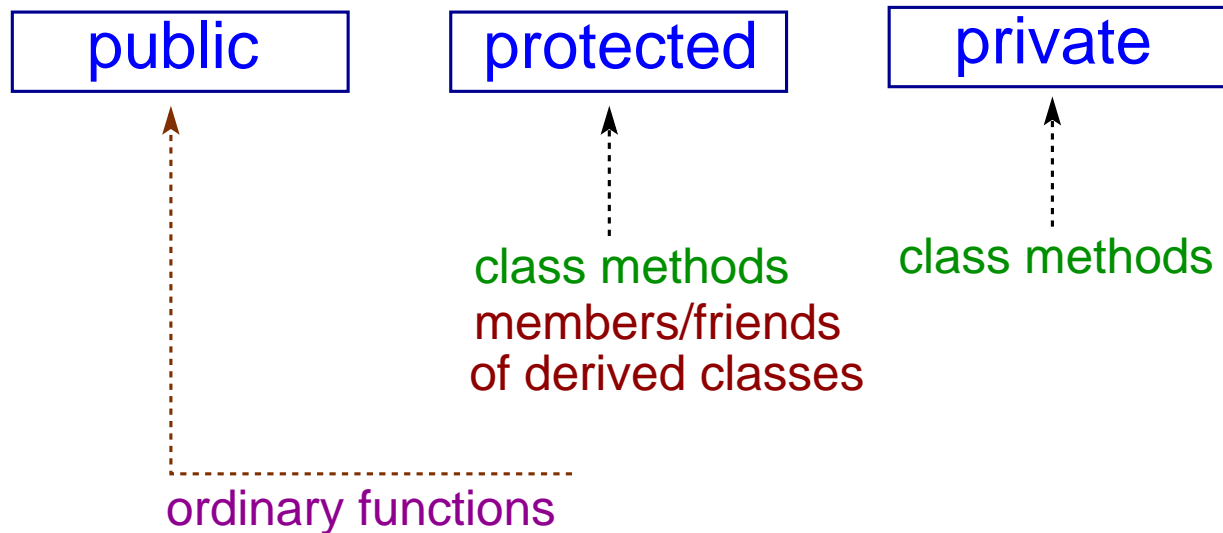 public
protected
private
class methods
members/friends
of derived classes
class methods
ordinary functions